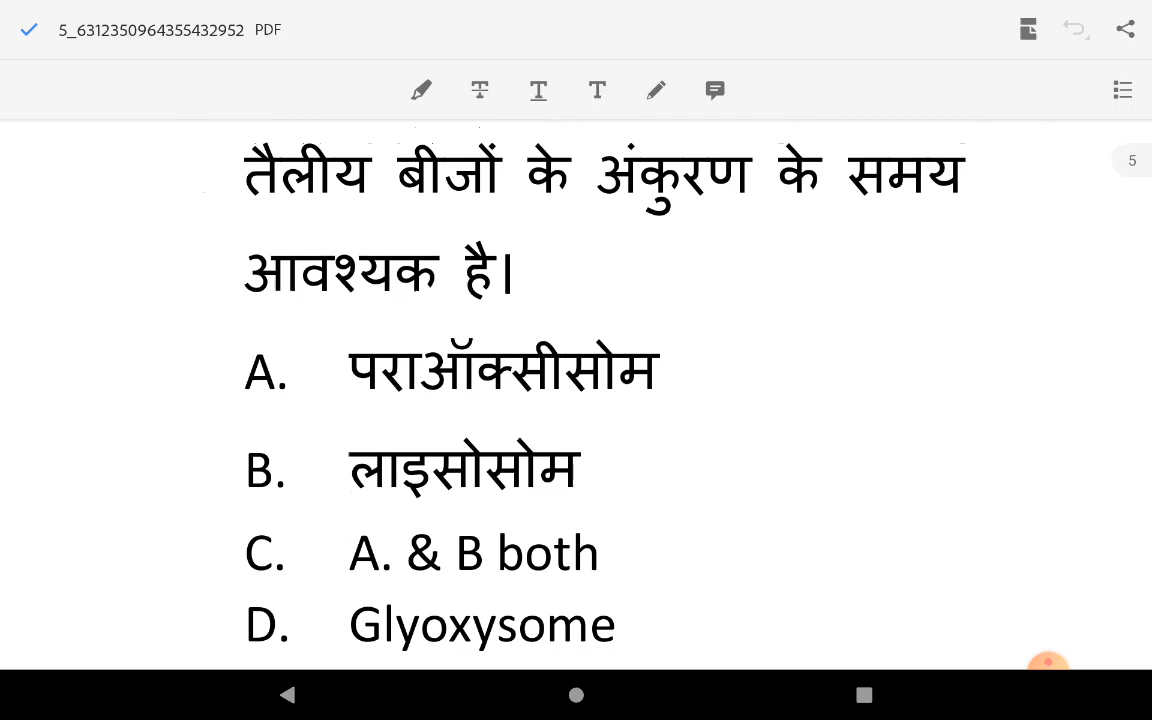 5_6312350964355432952 PDF
5
तैलीय बीजों के अंकुरण के समय
आवश्यक है।
A. पराऑक्सीसोम
B. लाइसोसोम
C. A. & B both
D. Glyoxysome